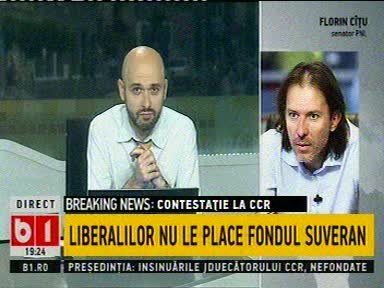 FLORIN CÎȚU
senator PNL
DIRECT
BREAKING NEWS: CONTESTAȚIE LA CCR
b1
19:24
LIBERALILOR NU LE PLACE FONDUL SUVERAN
B1.RO
PREȘEDINȚIA: INSINUĂRILE JDUECĂTORULUI CCR, NEFONDATE